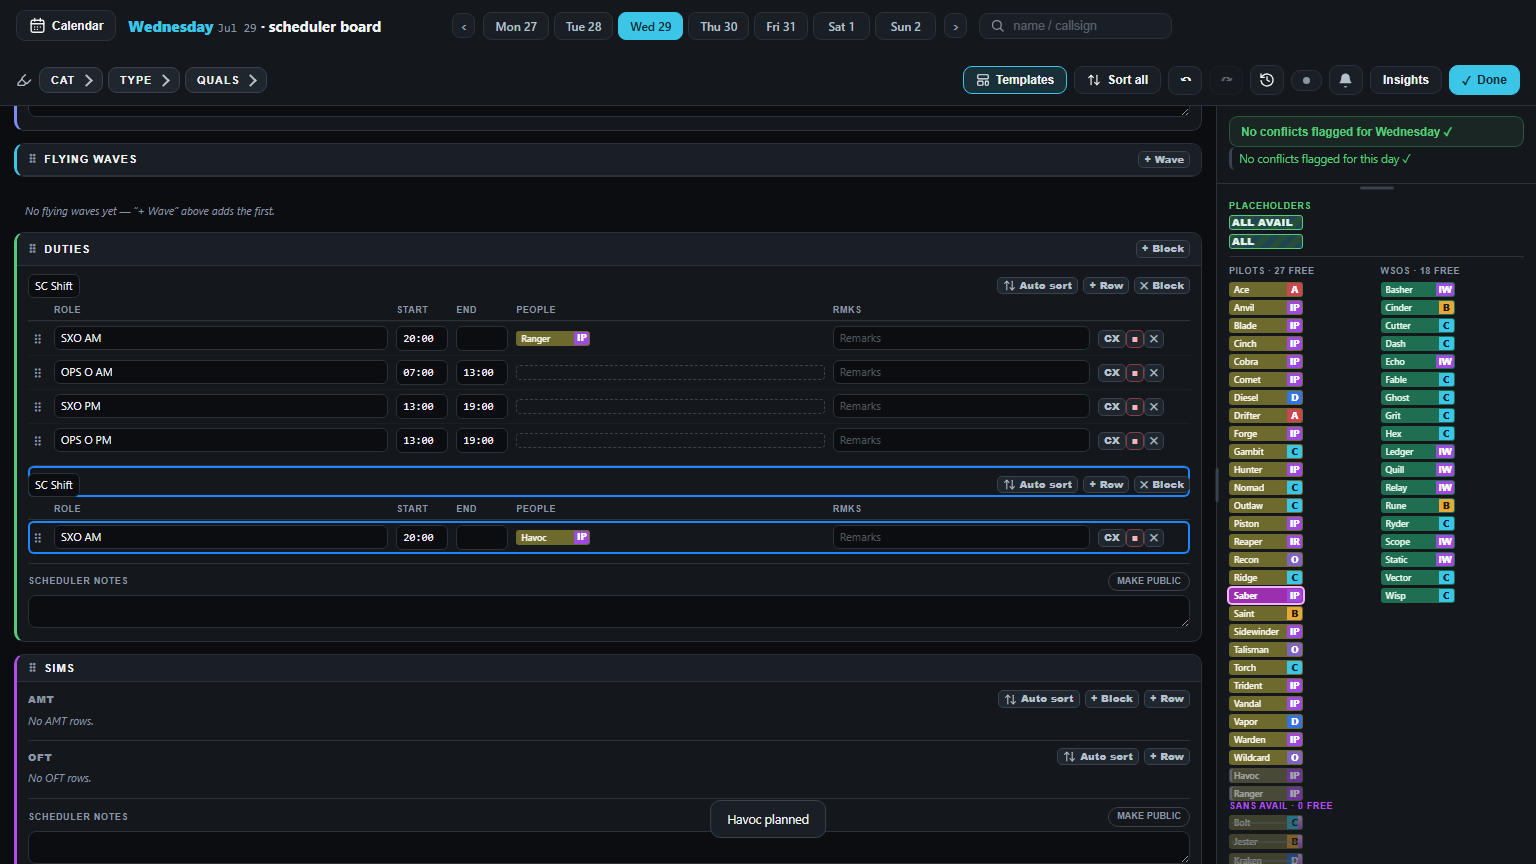 Calendar
Wednesday Jul 29 · scheduler board
‹ Mon 27 Tue 28 Wed 29 Thu 30 Fri 31 Sat 1 Sun 2 ›
name / callsign
CAT TYPE QUALS
Templates Sort all Insights ✓ Done
FLYING WAVES + Wave
No flying waves yet — "+ Wave" above adds the first.
DUTIES + Block
SC Shift Auto sort + Row ✕ Block
ROLE START END PEOPLE RMKS
SXO AM 20:00 Ranger IP Remarks CX ✕
OPS O AM 07:00 13:00 Remarks CX ✕
SXO PM 13:00 19:00 Remarks CX ✕
OPS O PM 13:00 19:00 Remarks CX ✕
SC Shift Auto sort + Row ✕ Block
ROLE START END PEOPLE RMKS
SXO AM 20:00 Havoc IP Remarks CX ✕
SCHEDULER NOTES MAKE PUBLIC
SIMS
AMT Auto sort + Block + Row
No AMT rows.
OFT Auto sort + Row
No OFT rows.
SCHEDULER NOTES MAKE PUBLIC
Havoc planned
No conflicts flagged for Wednesday ✓
No conflicts flagged for this day ✓
PLACEHOLDERS
ALL AVAIL
ALL
PILOTS · 27 FREE
Ace A
Anvil IP
Blade IP
Cinch IP
Cobra IP
Comet IP
Diesel D
Drifter A
Forge IP
Gambit C
Hunter IP
Nomad C
Outlaw C
Piston IP
Reaper IR
Recon O
Ridge C
Saber IP
Saint B
Sidewinder IP
Talisman O
Torch C
Trident IP
Vandal IP
Vapor D
Warden IP
Wildcard O
Havoc IP
Ranger IP
WSOS · 18 FREE
Basher IW
Cinder B
Cutter C
Dash C
Echo IW
Fable C
Ghost C
Grit C
Hex C
Ledger IW
Quill IW
Relay IW
Rune B
Ryder C
Scope IW
Static IW
Vector C
Wisp C
SANS AVAIL · 0 FREE
Bolt C
Jester B
Kraken D